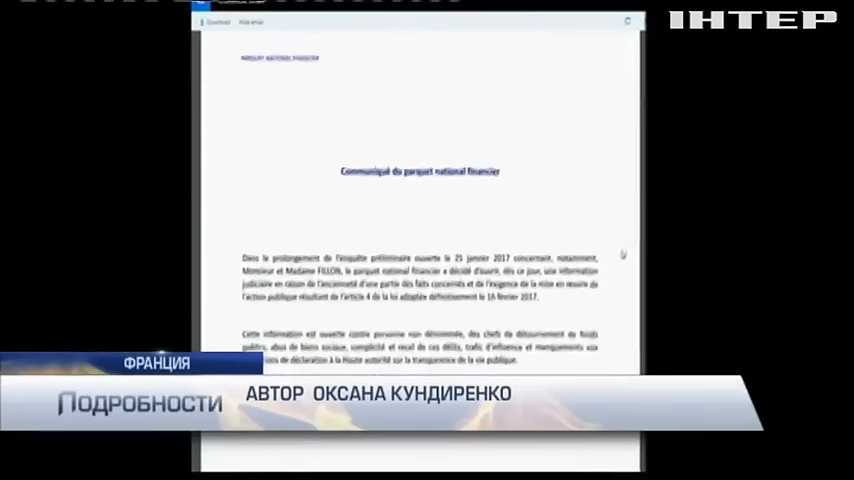 ІНТЕР
Download
PARQUET NATIONAL FINANCIER
Communiqué du parquet national financier
Dans le prolongement de l'enquête préliminaire ouverte le 25 janvier 2017 concernant, notamment,
Monsieur et Madame FILLON, le parquet national financier a décidé d'ouvrir, dès ce jour, une information
judiciaire en raison de l'ancienneté d'une partie des faits concernés et de l'exigence de la mise en œuvre de
l'action publique résultant de l'article 4 de la loi adoptée définitivement le 16 février 2017.
Cette information est ouverte contre personne non dénommée, des chefs de détournement de fonds
publics, abus de biens sociaux, complicité et recel de ces délits, trafic d'influence et manquements aux
de déclaration à la Haute autorité sur la transparence de la vie publique.
ФРАНЦИЯ
ПОДРОБНОСТИ
АВТОР ОКСАНА КУНДИРЕНКО